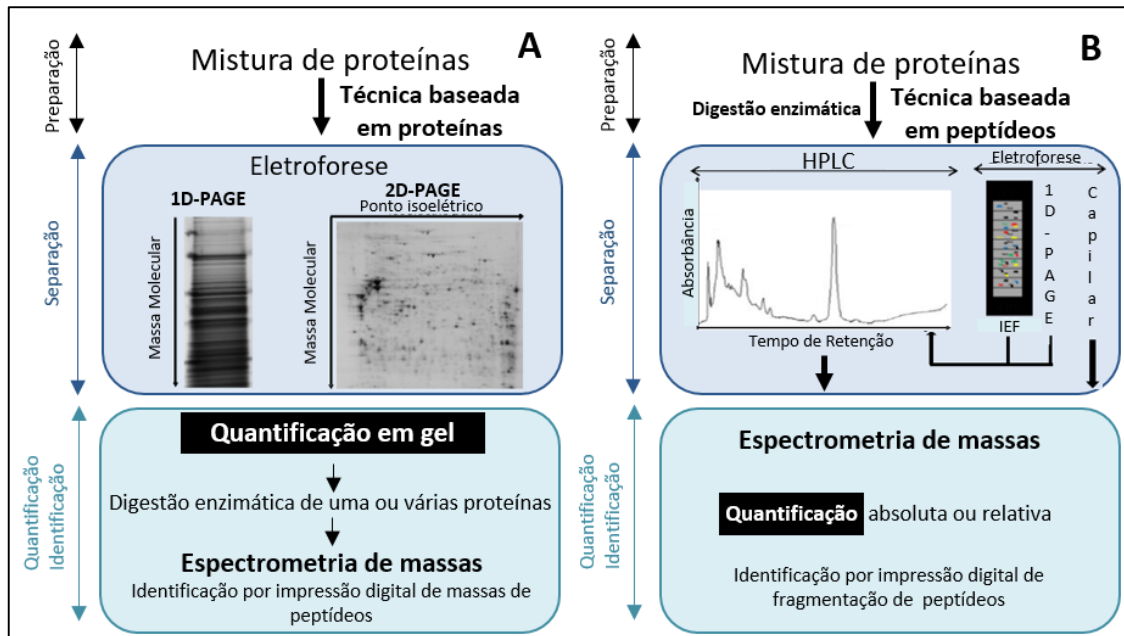 A
Preparação
Mistura de proteínas
Técnica baseada
em proteínas
Separação
Eletroforese
1D-PAGE
Massa Molecular
2D-PAGE
Ponto isoelétrico
Massa Molecular
Quantificação
Identificação
Quantificação em gel
Digestão enzimática de uma ou várias proteínas
Espectrometria de massas
Identificação por impressão digital de massas de
peptídeos
B
Preparação
Mistura de proteínas
Digestão enzimática
Técnica baseada
em peptídeos
Separação
HPLC
Absorbância
Tempo de Retenção
Eletroforese
IEF
1D-PAGE
Capilar
Quantificação
Identificação
Espectrometria de massas
Quantificação absoluta ou relativa
Identificação por impressão digital de
fragmentação de peptídeos